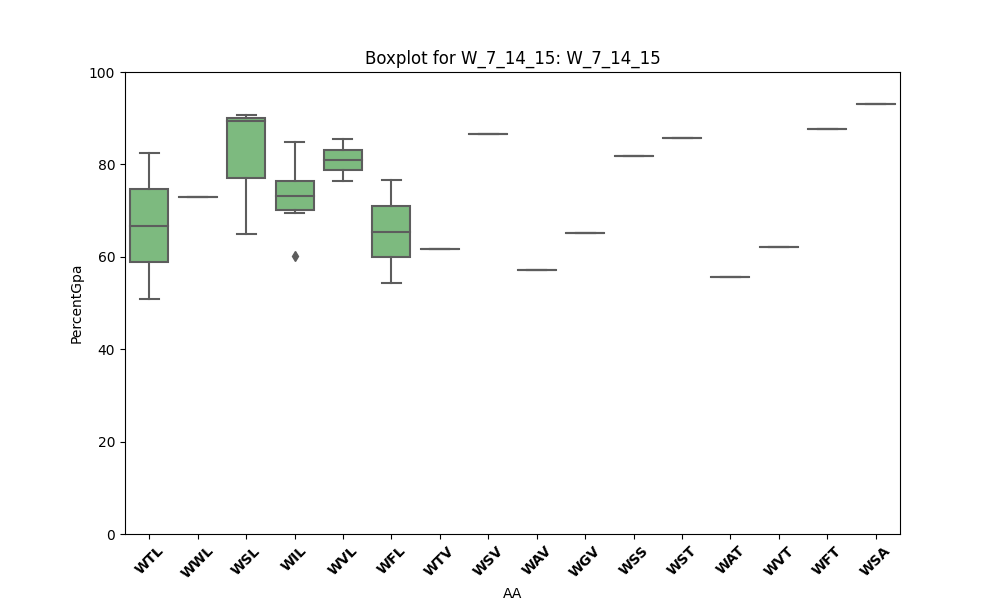 Boxplot for W_7_14_15: W_7_14_15
100
80
60
40
20
0
PercentGpa
WTL WWL WSL WIL WVL WFL WTV WSV WAV WGV WSS WST WAT WVT WFT WSA
AA